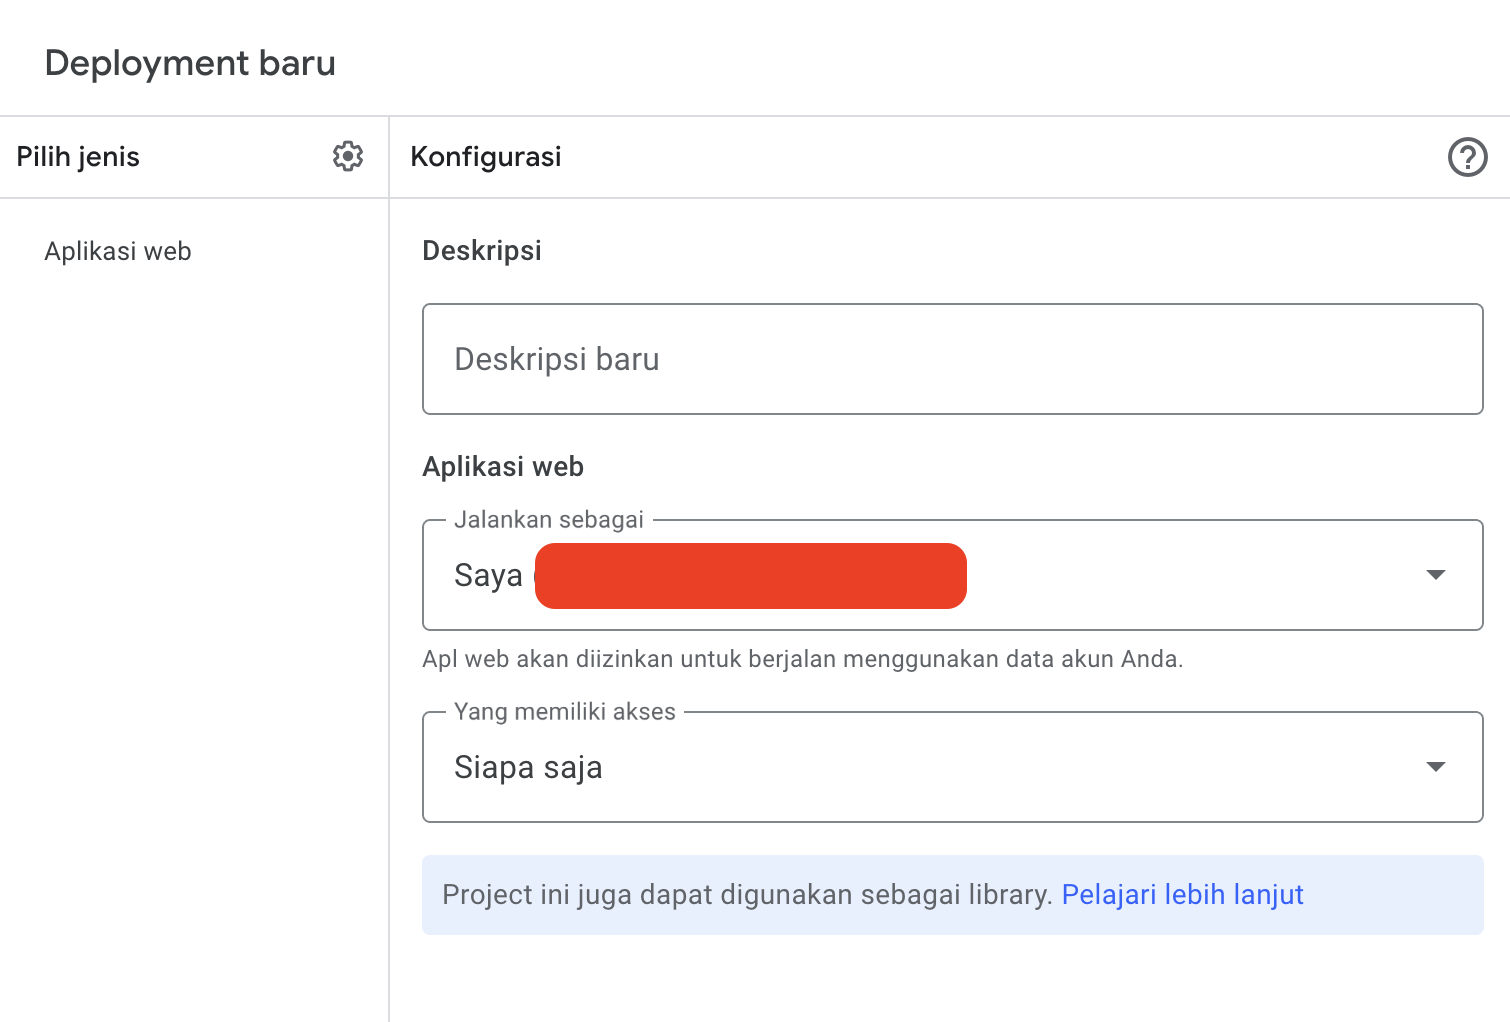 Deployment baru
Pilih jenis
Konfigurasi
Aplikasi web
Deskripsi
Deskripsi baru
Aplikasi web
Jalankan sebagai
Saya
Apl web akan diizinkan untuk berjalan menggunakan data akun Anda.
Yang memiliki akses
Siapa saja
Project ini juga dapat digunakan sebagai library. Pelajari lebih lanjut